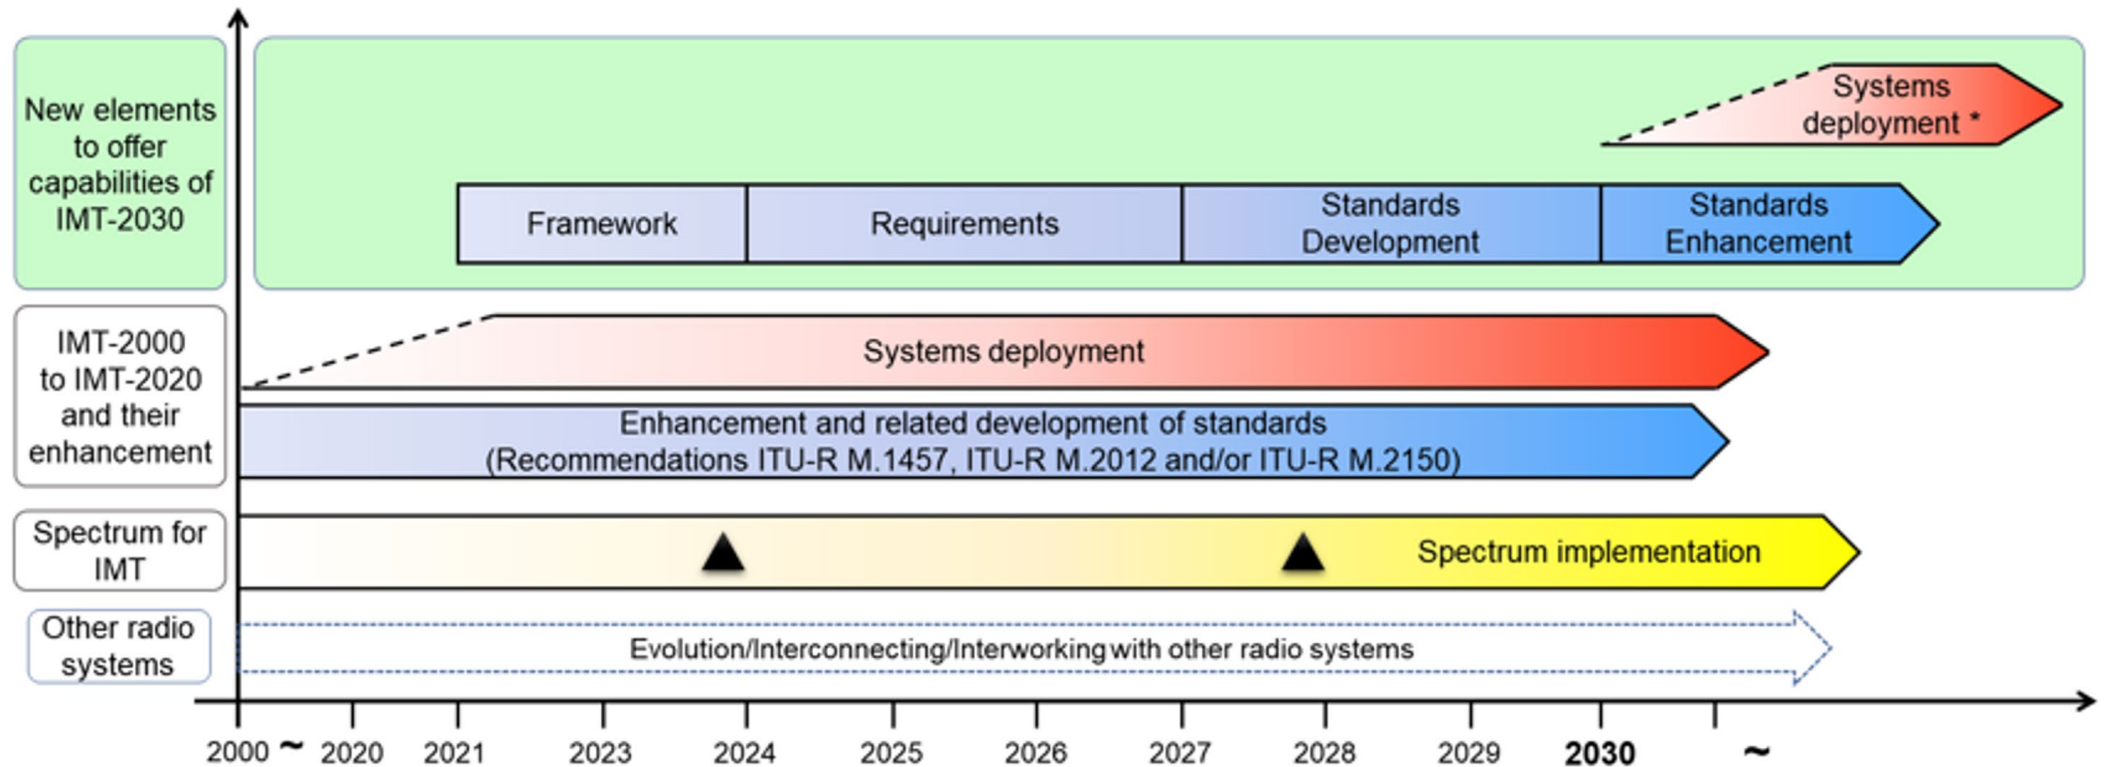 New elements
to offer
capabilities of
IMT-2030
Systems
deployment *
Framework
Requirements
Standards
Development
Standards
Enhancement
IMT-2000
to IMT-2020
and their
enhancement
Systems deployment
Enhancement and related development of standards
(Recommendations ITU-R M.1457, ITU-R M.2012 and/or ITU-R M.2150)
Spectrum for
IMT
Spectrum implementation
Other radio
systems
Evolution/Interconnecting/Interworking with other radio systems
2000 ~ 2020 2021 2023 2024 2025 2026 2027 2028 2029 2030 ~